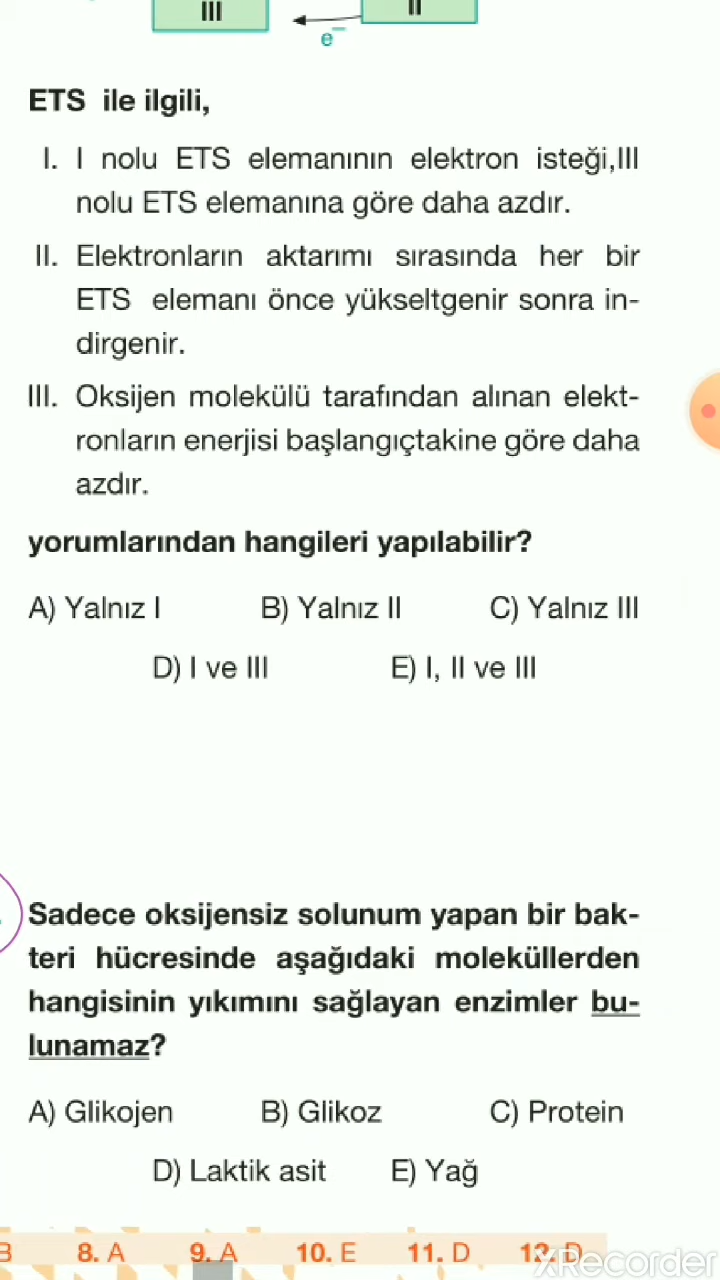 III
II
e⁻
ETS ile ilgili,
I. I nolu ETS elemanının elektron isteği,III
nolu ETS elemanına göre daha azdır.
II. Elektronların aktarımı sırasında her bir
ETS elemanı önce yükseltgenir sonra in-
dirgenir.
III. Oksijen molekülü tarafından alınan elekt-
ronların enerjisi başlangıçtakine göre daha
azdır.
yorumlarından hangileri yapılabilir?
A) Yalnız I B) Yalnız II C) Yalnız III
D) I ve III E) I, II ve III
Sadece oksijensiz solunum yapan bir bak-
teri hücresinde aşağıdaki moleküllerden
hangisinin yıkımını sağlayan enzimler bu-
lunamaz?
A) Glikojen B) Glikoz C) Protein
D) Laktik asit E) Yağ
B 8. A 9. A 10. E 11. D 12. D
XRecorder